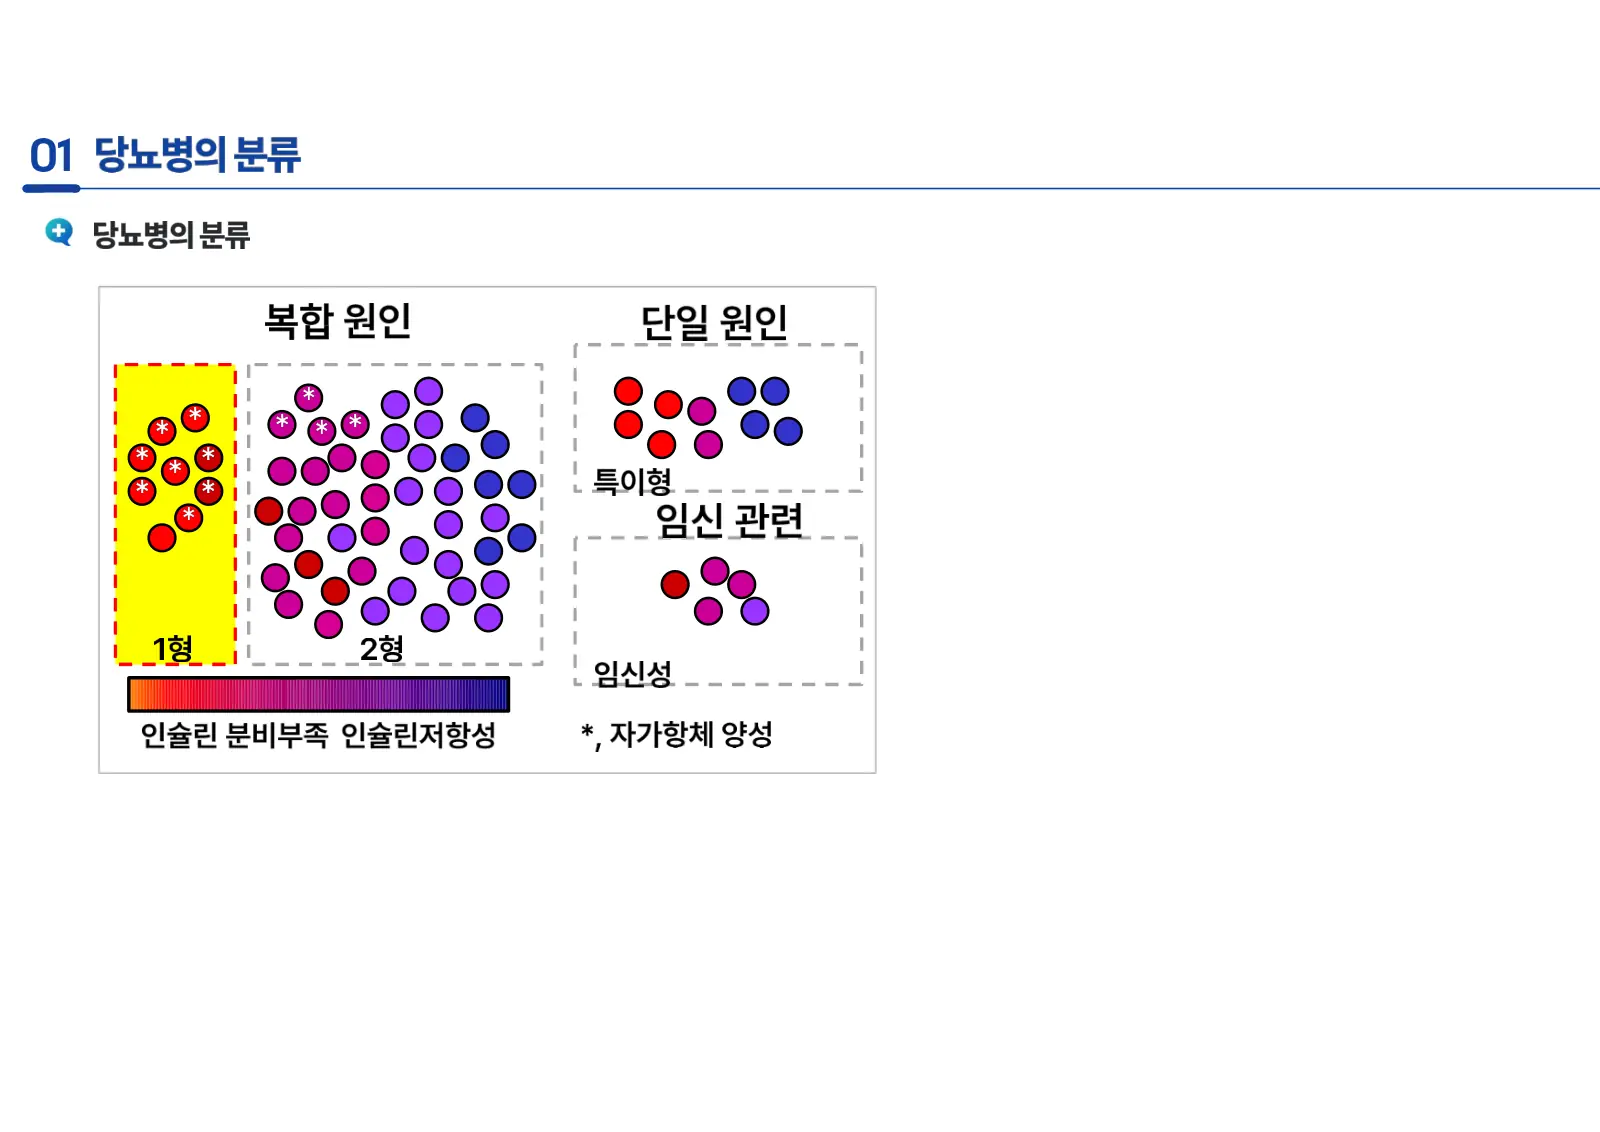 01 당뇨병의 분류
당뇨병의 분류
복합 원인
단일 원인
* * * * * * * *
1형
* * * *
2형
특이형
임신 관련
임신성
인슐린 분비부족 인슐린저항성
*, 자가항체 양성